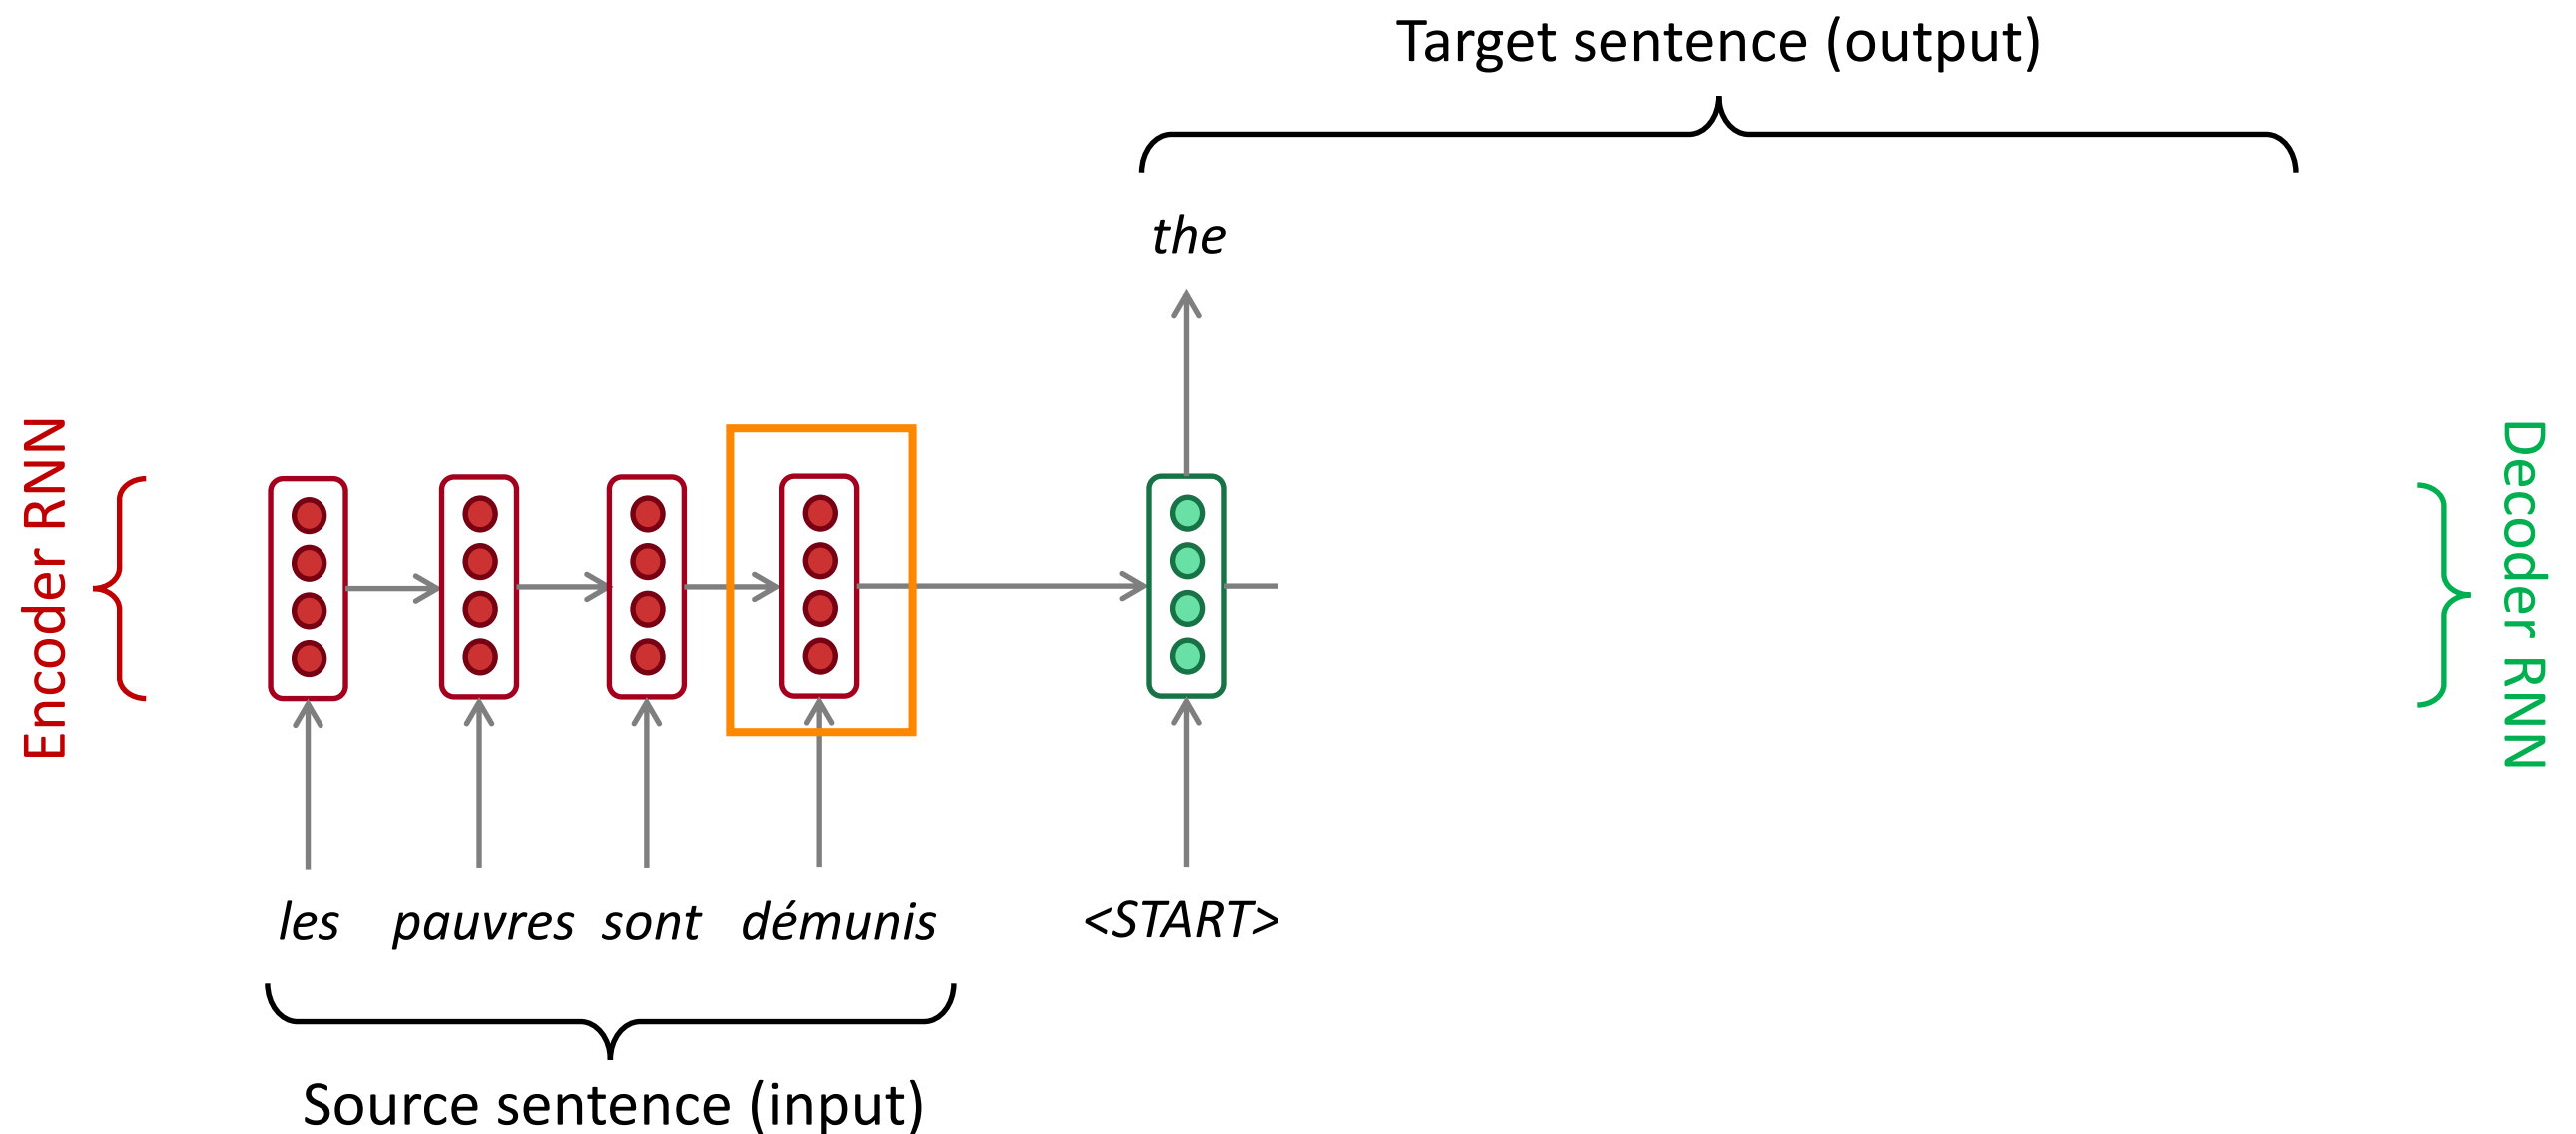 Target sentence (output)
the
Encoder RNN
Decoder RNN
les pauvres sont démunis <START>
Source sentence (input)